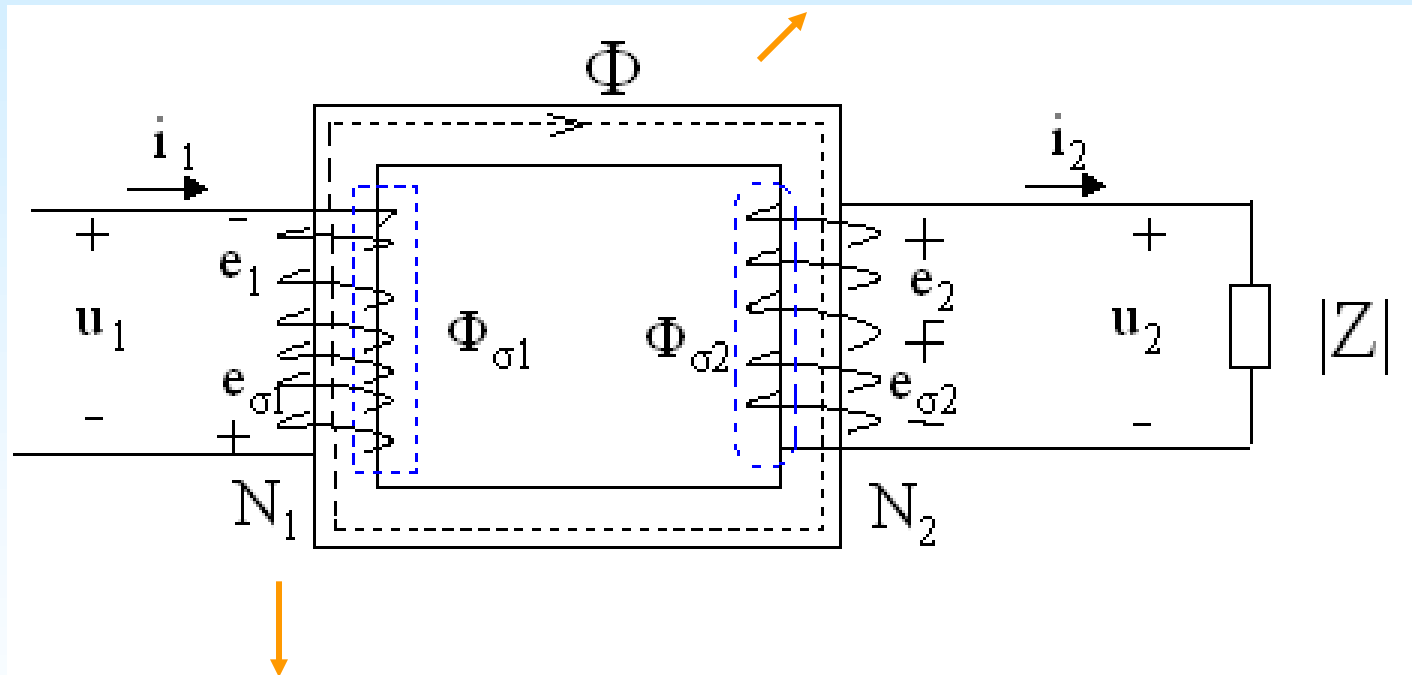 Φ
i₁
i₂
+
-
+
+
e₁
e₂
u₁
Φσ1
Φσ2
+
-
u₂
|Z|
eσ1
eσ2
-
+
-
-
N₁
N₂